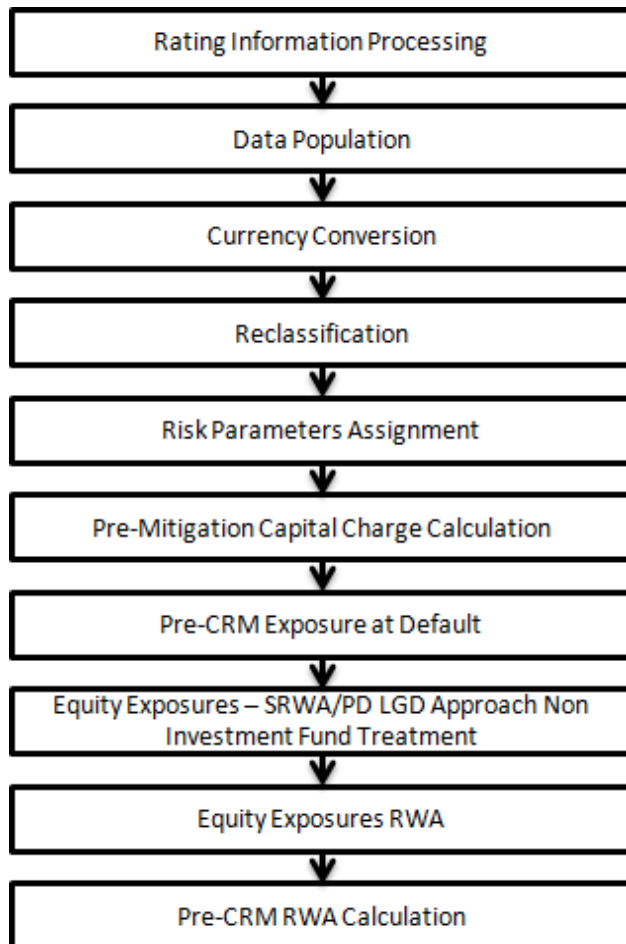 Rating Information Processing
Data Population
Currency Conversion
Reclassification
Risk Parameters Assignment
Pre-Mitigation Capital Charge Calculation
Pre-CRM Exposure at Default
Equity Exposures – SRWA/PD LGD Approach Non
Investment Fund Treatment
Equity Exposures RWA
Pre-CRM RWA Calculation